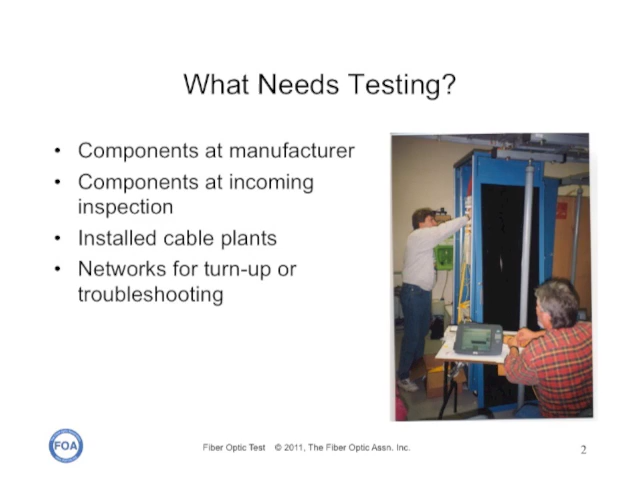 What Needs Testing?
• Components at manufacturer
• Components at incoming
inspection
• Installed cable plants
• Networks for turn-up or
troubleshooting
FOA
Fiber Optic Test © 2011, The Fiber Optic Assn. Inc.
2